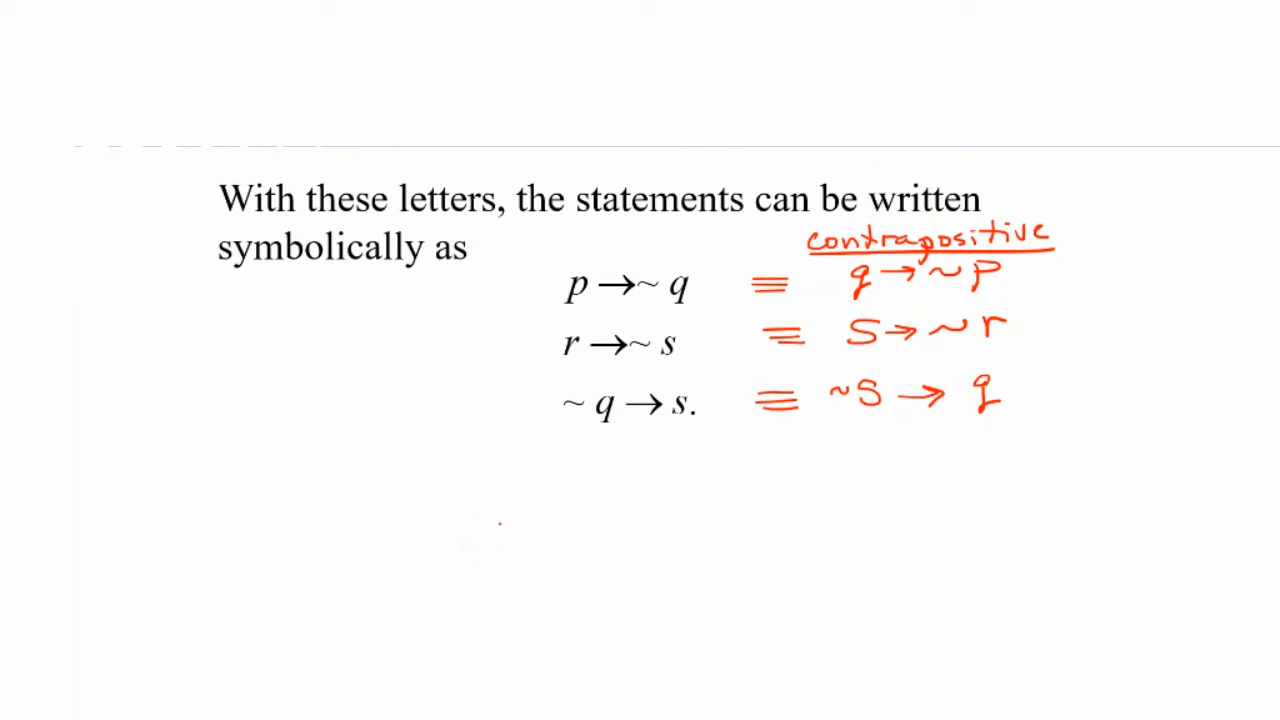 With these letters, the statements can be written
symbolically as
contrapositive
p →~ q ≡ q → ~ p
r →~ s ≡ s → ~ r
~ q → s. ≡ ~s → q